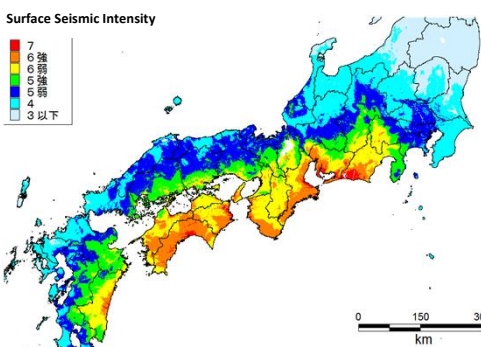 Surface Seismic Intensity
7
6強
6弱
5強
5弱
4
3以下
0 150 30
km